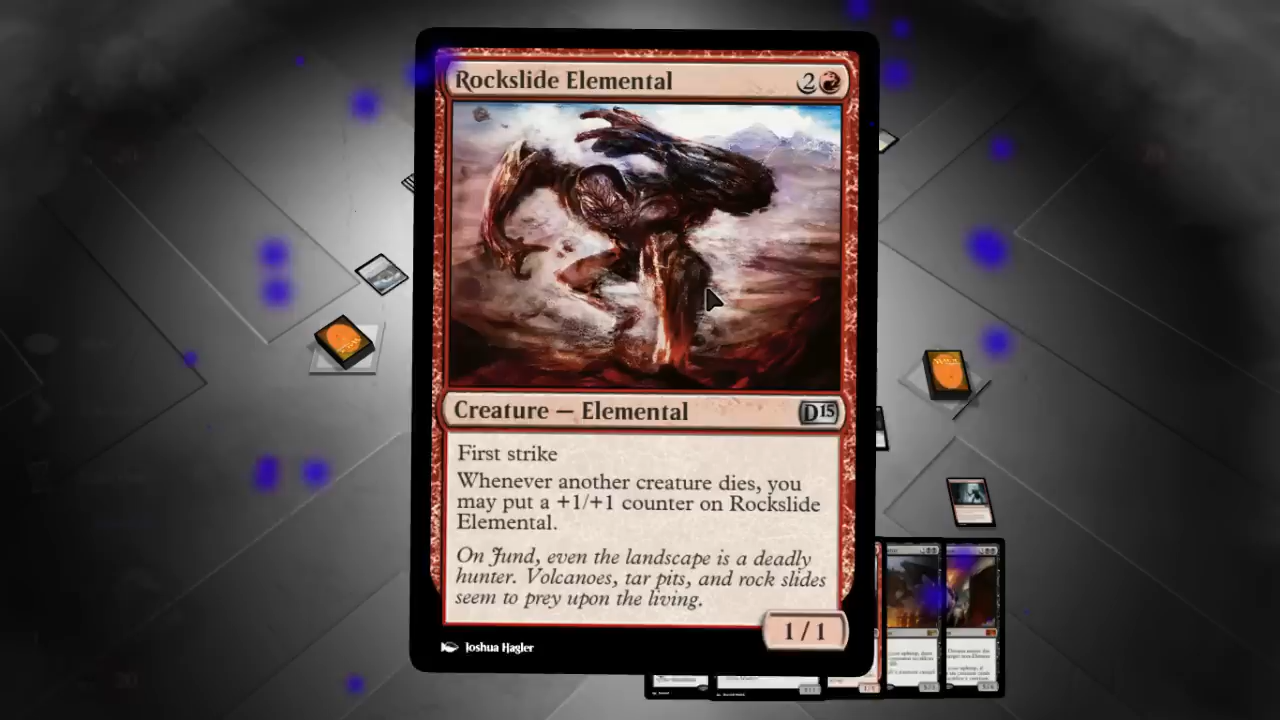 Rockslide Elemental 2
Creature — Elemental D15
First strike
Whenever another creature dies, you
may put a +1/+1 counter on Rockslide
Elemental.
On Jund, even the landscape is a deadly
hunter. Volcanoes, tar pits, and rock slides
seem to prey upon the living.
1 / 1
Joshua Hagler